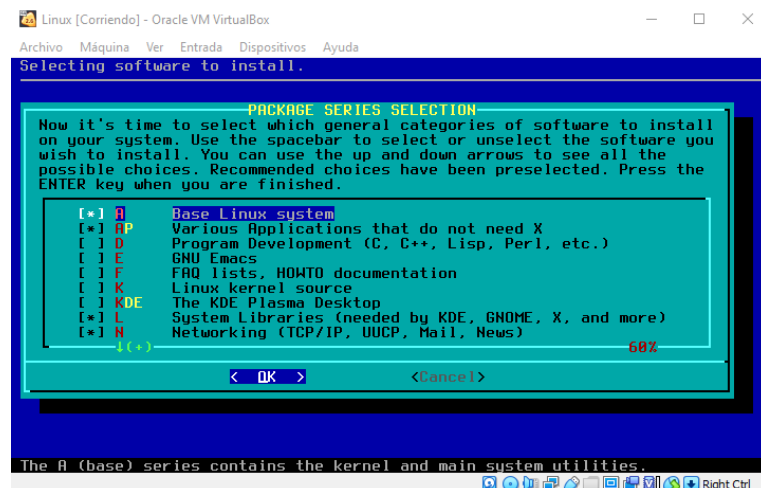 Linux [Corriendo] - Oracle VM VirtualBox
Archivo Máquina Ver Entrada Dispositivos Ayuda
Selecting software to install.
PACKAGE SERIES SELECTION
Now it's time to select which general categories of software to install
on your system. Use the spacebar to select or unselect the software you
wish to install. You can use the up and down arrows to see all the
possible choices. Recommended choices have been preselected. Press the
ENTER key when you are finished.
[*] A Base Linux system
[*] AP Various Applications that do not need X
[ ] D Program Development (C, C++, Lisp, Perl, etc.)
[ ] E GNU Emacs
[ ] F FAQ lists, HOWTO documentation
[ ] K Linux kernel source
[ ] KDE The KDE Plasma Desktop
[*] L System Libraries (needed by KDE, GNOME, X, and more)
[*] N Networking (TCP/IP, UUCP, Mail, News)
↓(+) 60%
< OK > <Cancel>
The A (base) series contains the kernel and main system utilities.
Right Ctrl